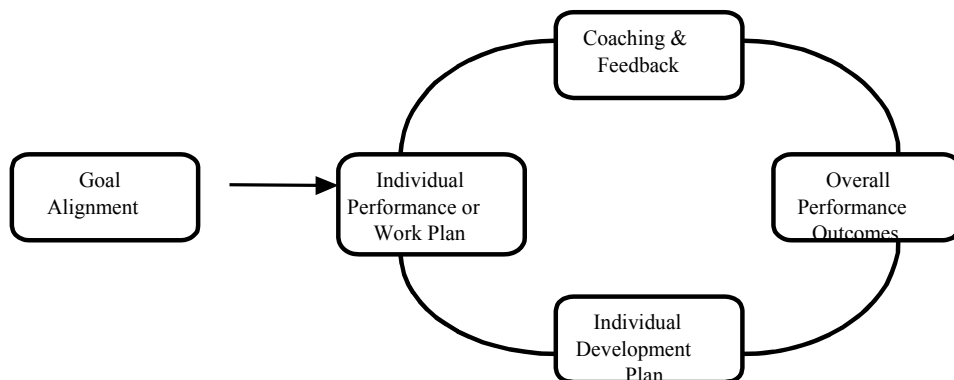 Coaching &
Feedback
Goal
Alignment
Individual
Performance or
Work Plan
Overall
Performance
Outcomes
Individual
Development
Plan